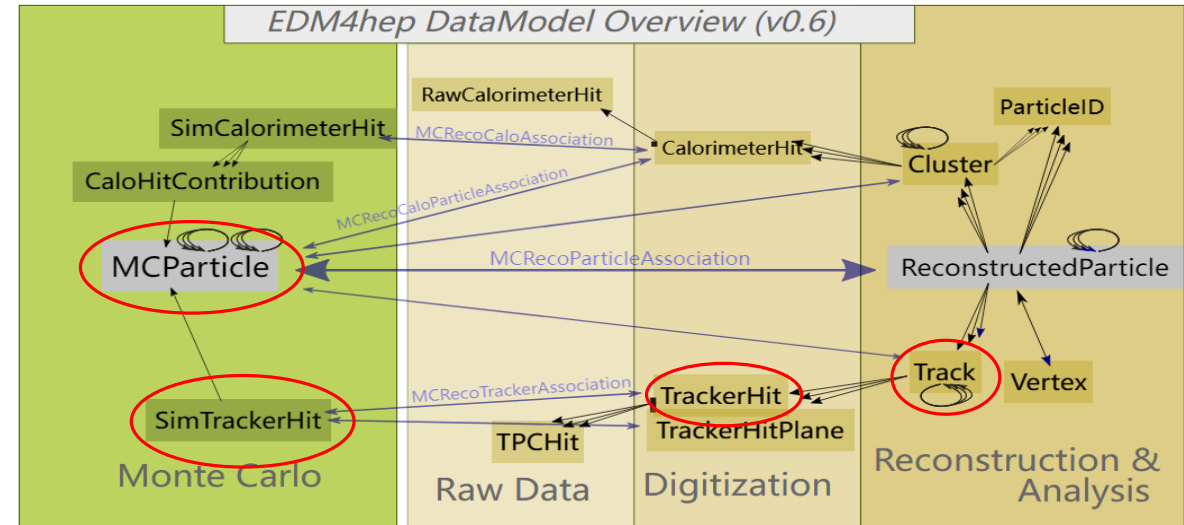 EDM4hep DataModel Overview (v0.6)
RawCalorimeterHit
ParticleID
SimCalorimeterHit
MCRecoCaloAssociation
CalorimeterHit
Cluster
CaloHitContribution
MCRecoCaloParticleAssociation
MCParticle
MCRecoParticleAssociation
ReconstructedParticle
MCRecoTrackerAssociation
TrackerHit
Track
Vertex
SimTrackerHit
TPCHit
TrackerHitPlane
Monte Carlo
Raw Data
Digitization
Reconstruction &
Analysis